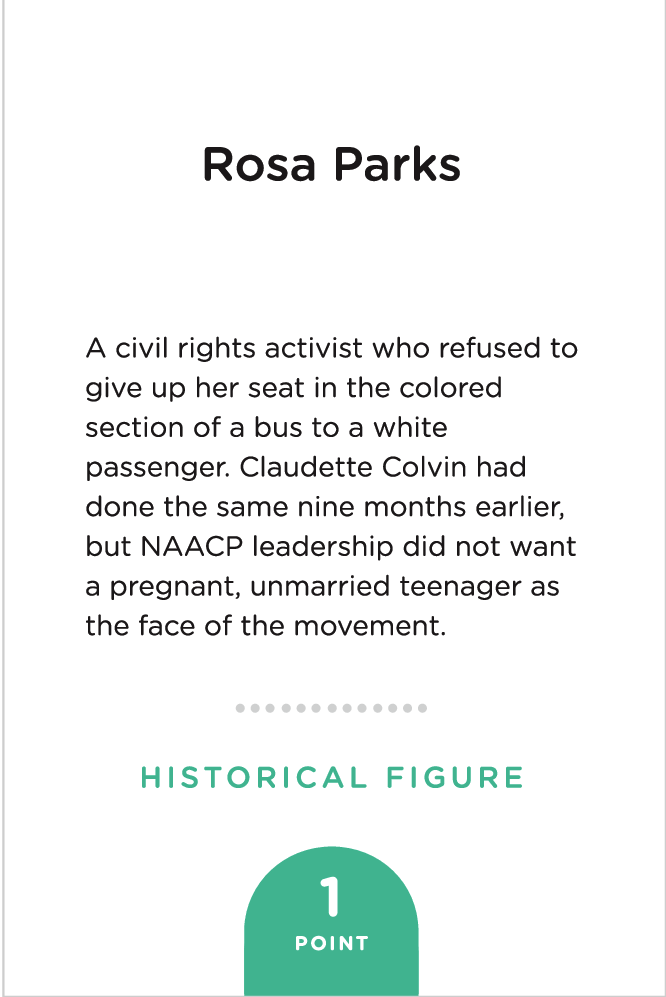 Rosa Parks
A civil rights activist who refused to
give up her seat in the colored
section of a bus to a white
passenger. Claudette Colvin had
done the same nine months earlier,
but NAACP leadership did not want
a pregnant, unmarried teenager as
the face of the movement.
HISTORICAL FIGURE
1
POINT